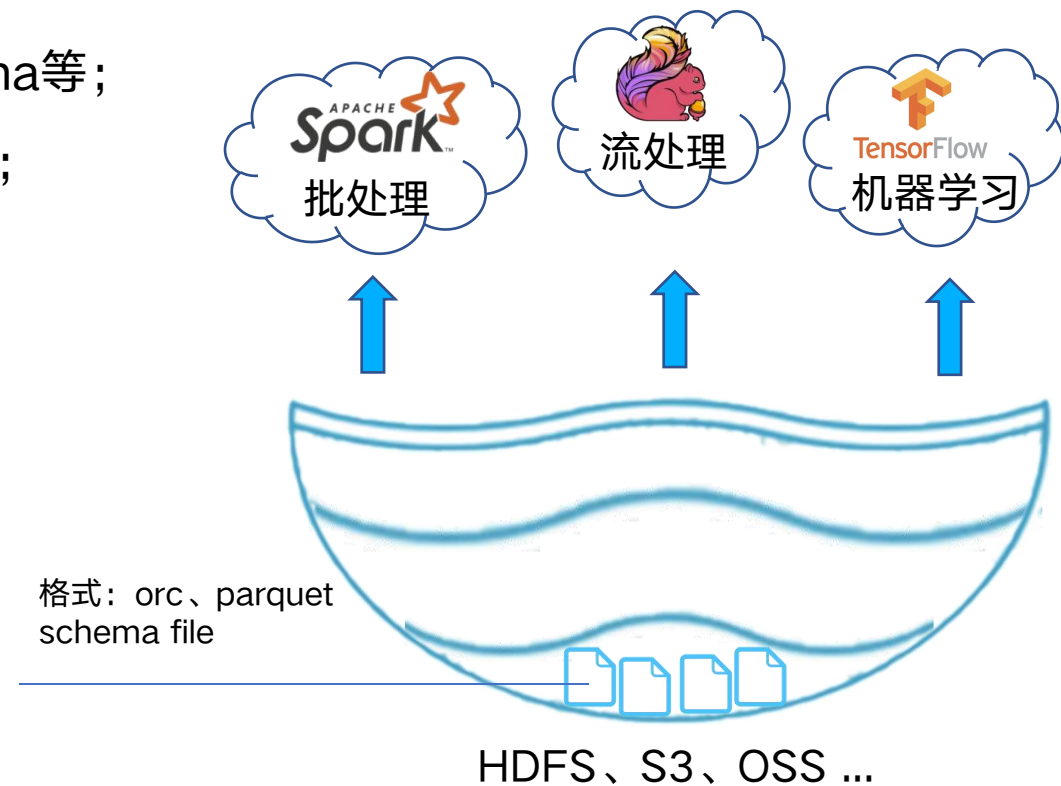 na等；
；
APACHE
Spark™
批处理
流处理
TensorFlow
机器学习
格式：orc、parquet
schema file
HDFS、S3、OSS ...